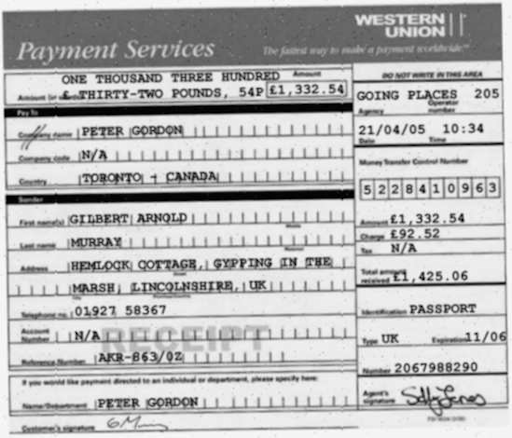 WESTERN UNION
Payment Services
The fastest way to make a payment worldwide
ONE THOUSAND THREE HUNDRED
Amount
DO NOT WRITE IN THIS AREA
Amount
& THIRTY-TWO POUNDS, 54P £1,332.54
GOING PLACES 205
Agency
Operator number
Pay To
Company name PETER GORDON
21/04/05 10:34
Date Time
Company code N/A
Money Transfer Control Number
Country TORONTO - CANADA
5228410963
Sender
First name(s) GILBERT ARNOLD
Amount £1,332.54
Charge £92.52
Last name MURRAY
Tax N/A
Address HEMLOCK COTTAGE, GYPPING IN THE
MARSH, LINCOLNSHIRE, UK
Total amount received £1,425.06
Telephone no. 01927 58367
Identification PASSPORT
Account Number N/A
RECEIPT
Type UK Expiration 11/06
Reference Number AKR-863/0Z
Number 2067988290
If you would like payment directed to an individual or department, please specify here:
Name/Department PETER GORDON
Agent's signature
Customer's signature